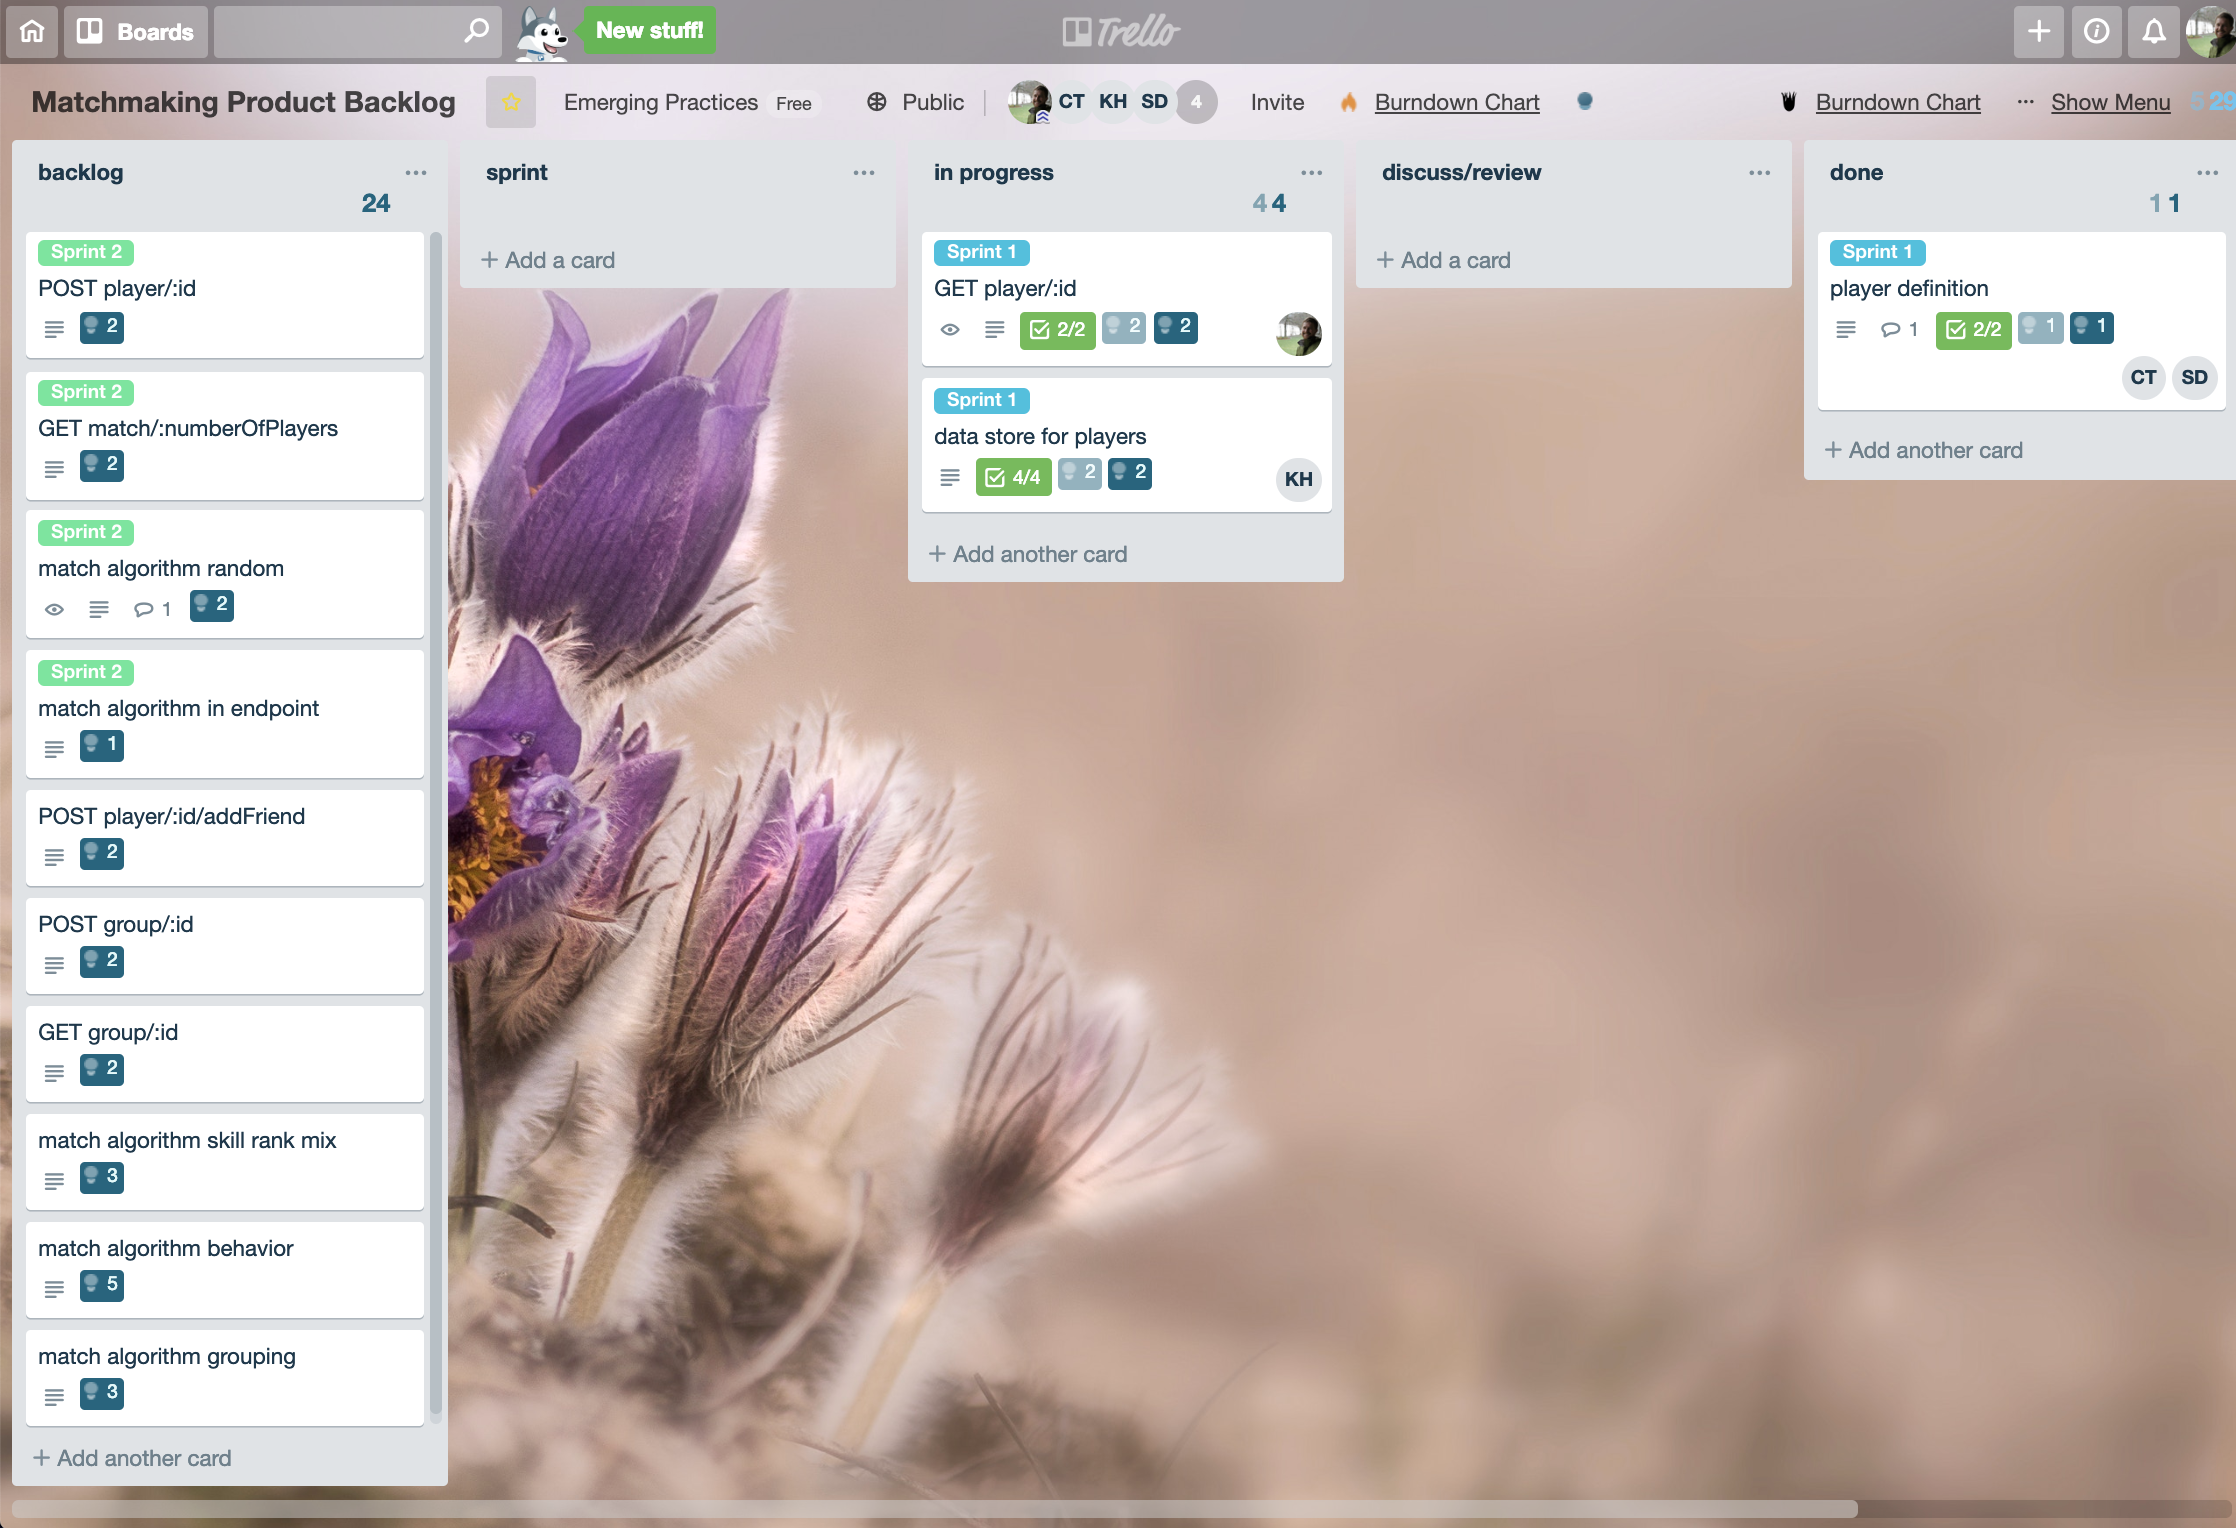 Boards
New stuff!
Trello
Matchmaking Product Backlog
Emerging Practices Free
Public
CT KH SD 4
Invite
Burndown Chart
Burndown Chart
... Show Menu
5 29
backlog
24
Sprint 2
POST player/:id
2
Sprint 2
GET match/:numberOfPlayers
2
Sprint 2
match algorithm random
1 2
Sprint 2
match algorithm in endpoint
1
POST player/:id/addFriend
2
POST group/:id
2
GET group/:id
2
match algorithm skill rank mix
3
match algorithm behavior
5
match algorithm grouping
3
+ Add another card
sprint
+ Add a card
in progress
4 4
Sprint 1
GET player/:id
2/2 2 2
Sprint 1
data store for players
4/4 2 2
KH
+ Add another card
discuss/review
+ Add a card
done
1 1
Sprint 1
player definition
1 2/2 1 1
CT SD
+ Add another card